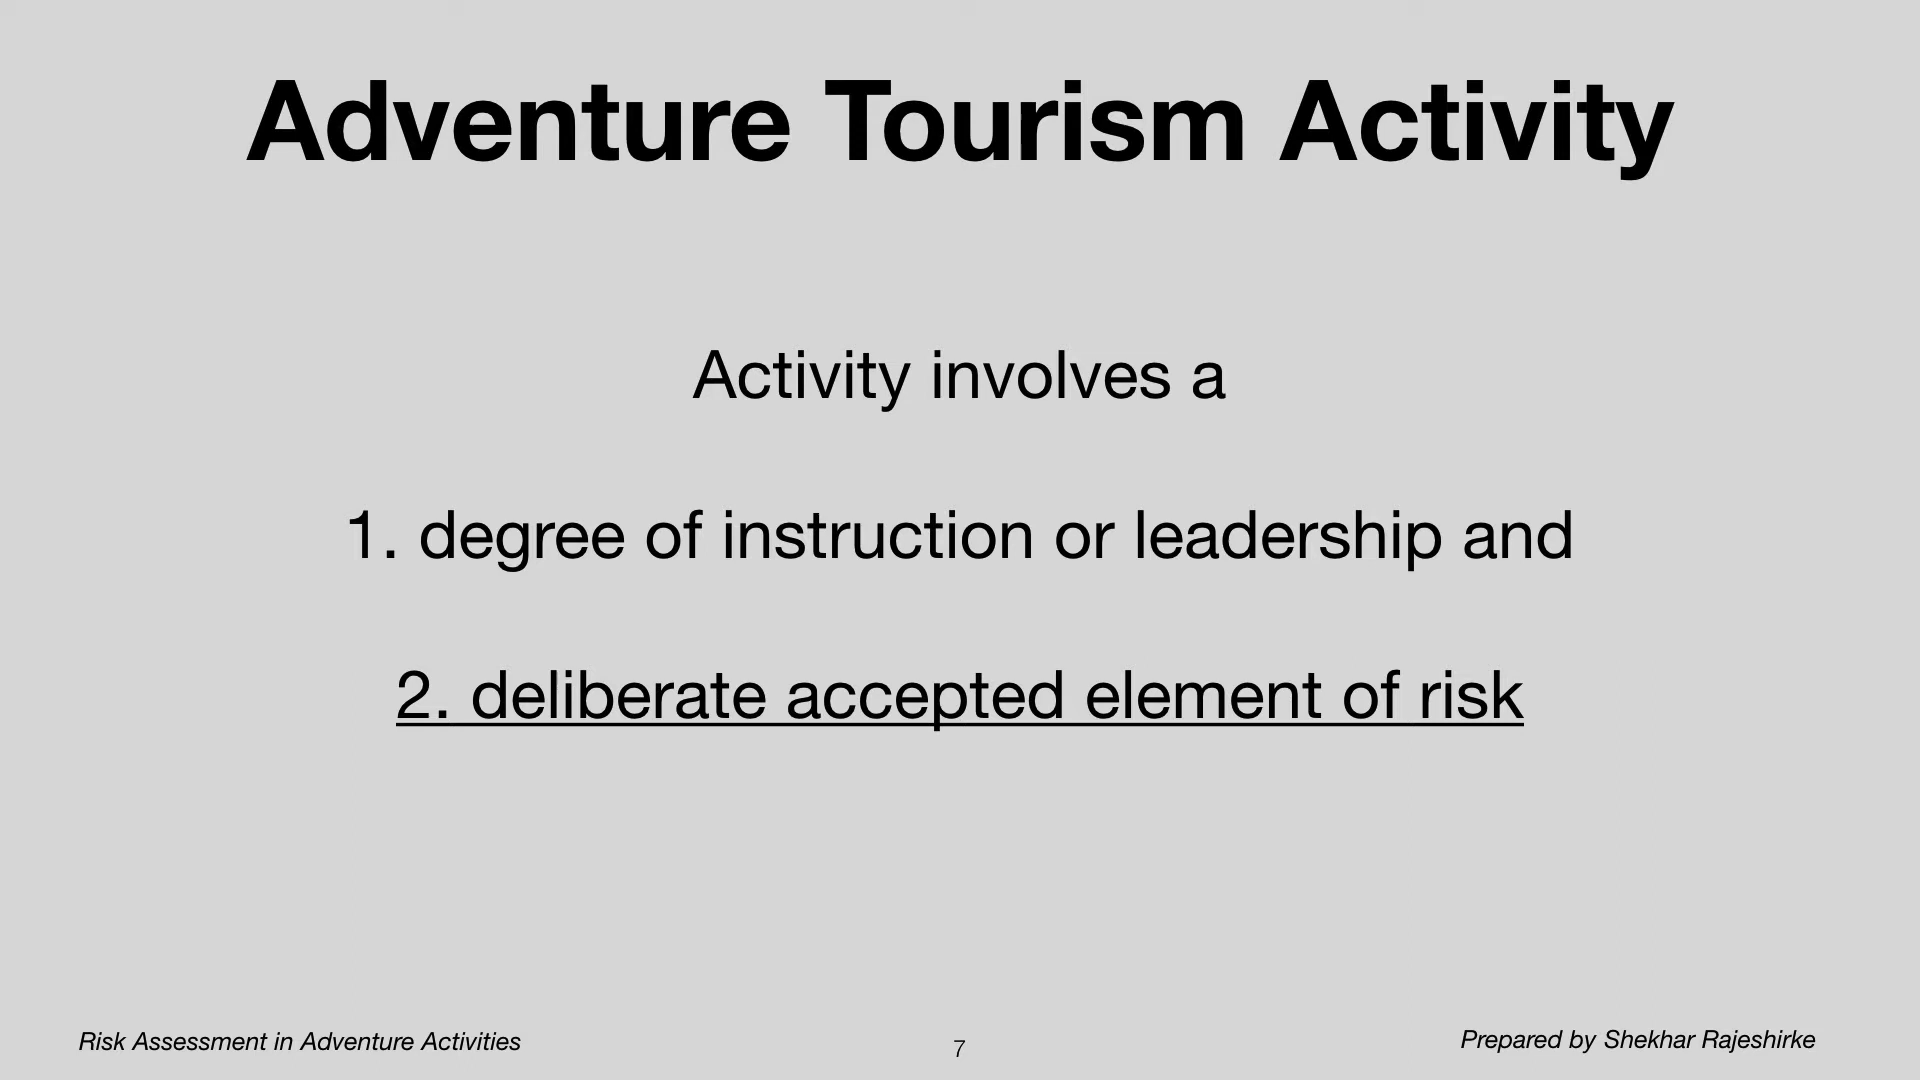 Adventure Tourism Activity
Activity involves a
1. degree of instruction or leadership and
2. deliberate accepted element of risk
Risk Assessment in Adventure Activities
7
Prepared by Shekhar Rajeshirke